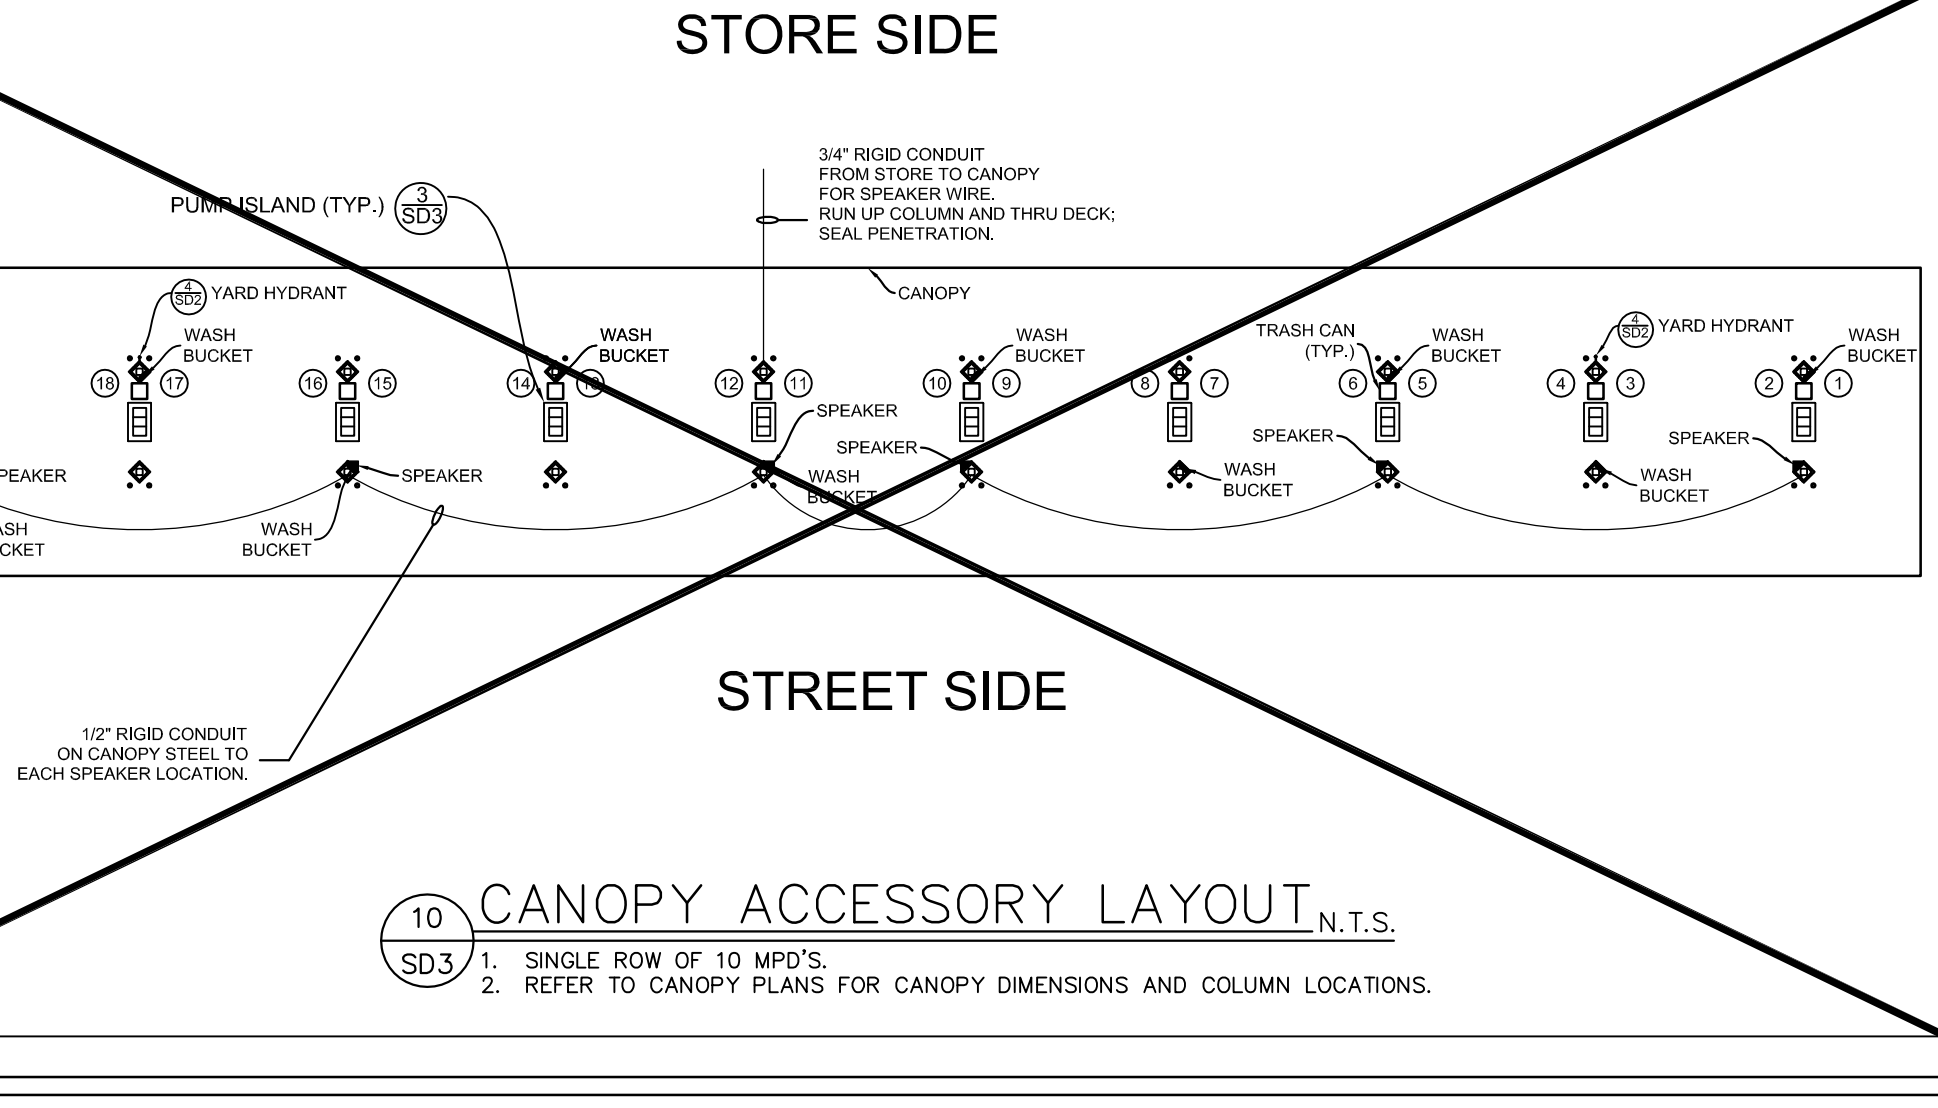 STORE SIDE
3/4" RIGID CONDUIT
FROM STORE TO CANOPY
FOR SPEAKER WIRE.
RUN UP COLUMN AND THRU DECK;
SEAL PENETRATION.
PUMP ISLAND (TYP.)
3
SD3
CANOPY
4
SD2
YARD HYDRANT
WASH
BUCKET
WASH
BUCKET
WASH
BUCKET
TRASH CAN
(TYP.)
WASH
BUCKET
4
SD2
YARD HYDRANT
WASH
BUCKET
18 17 16 15 14 13 12 11 10 9 8 7 6 5 4 3 2 1
SPEAKER
SPEAKER
SPEAKER
SPEAKER
SPEAKER
WASH
BUCKET
WASH
BUCKET
WASH
BUCKET
WASH
BUCKET
STREET SIDE
1/2" RIGID CONDUIT
ON CANOPY STEEL TO
EACH SPEAKER LOCATION.
10
SD3
CANOPY ACCESSORY LAYOUT N.T.S.
1. SINGLE ROW OF 10 MPD'S.
2. REFER TO CANOPY PLANS FOR CANOPY DIMENSIONS AND COLUMN LOCATIONS.